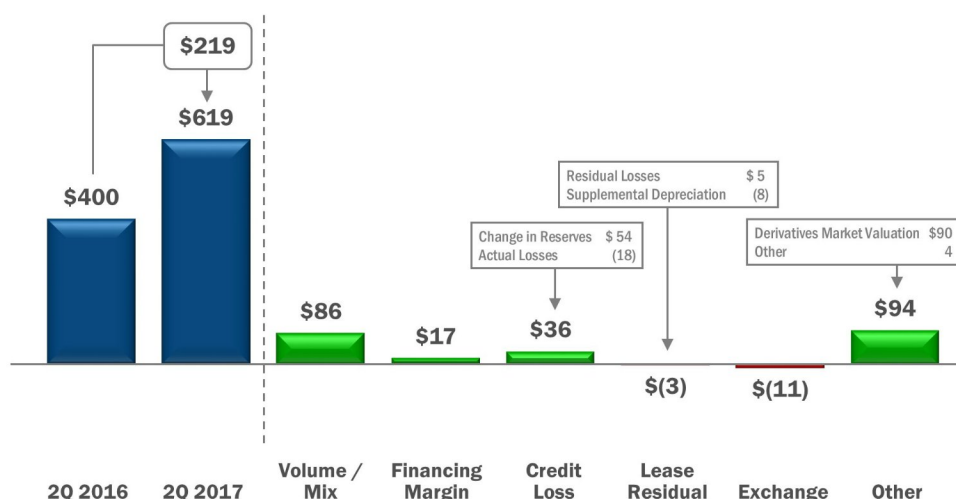 $219
$619
$400
Residual Losses $ 5
Supplemental Depreciation (8)
Change in Reserves $ 54
Actual Losses (18)
Derivatives Market Valuation $90
Other 4
$86
$17
$36
$(3)
$(11)
$94
2Q 2016
2Q 2017
Volume /
Mix
Financing
Margin
Credit
Loss
Lease
Residual
Exchange
Other